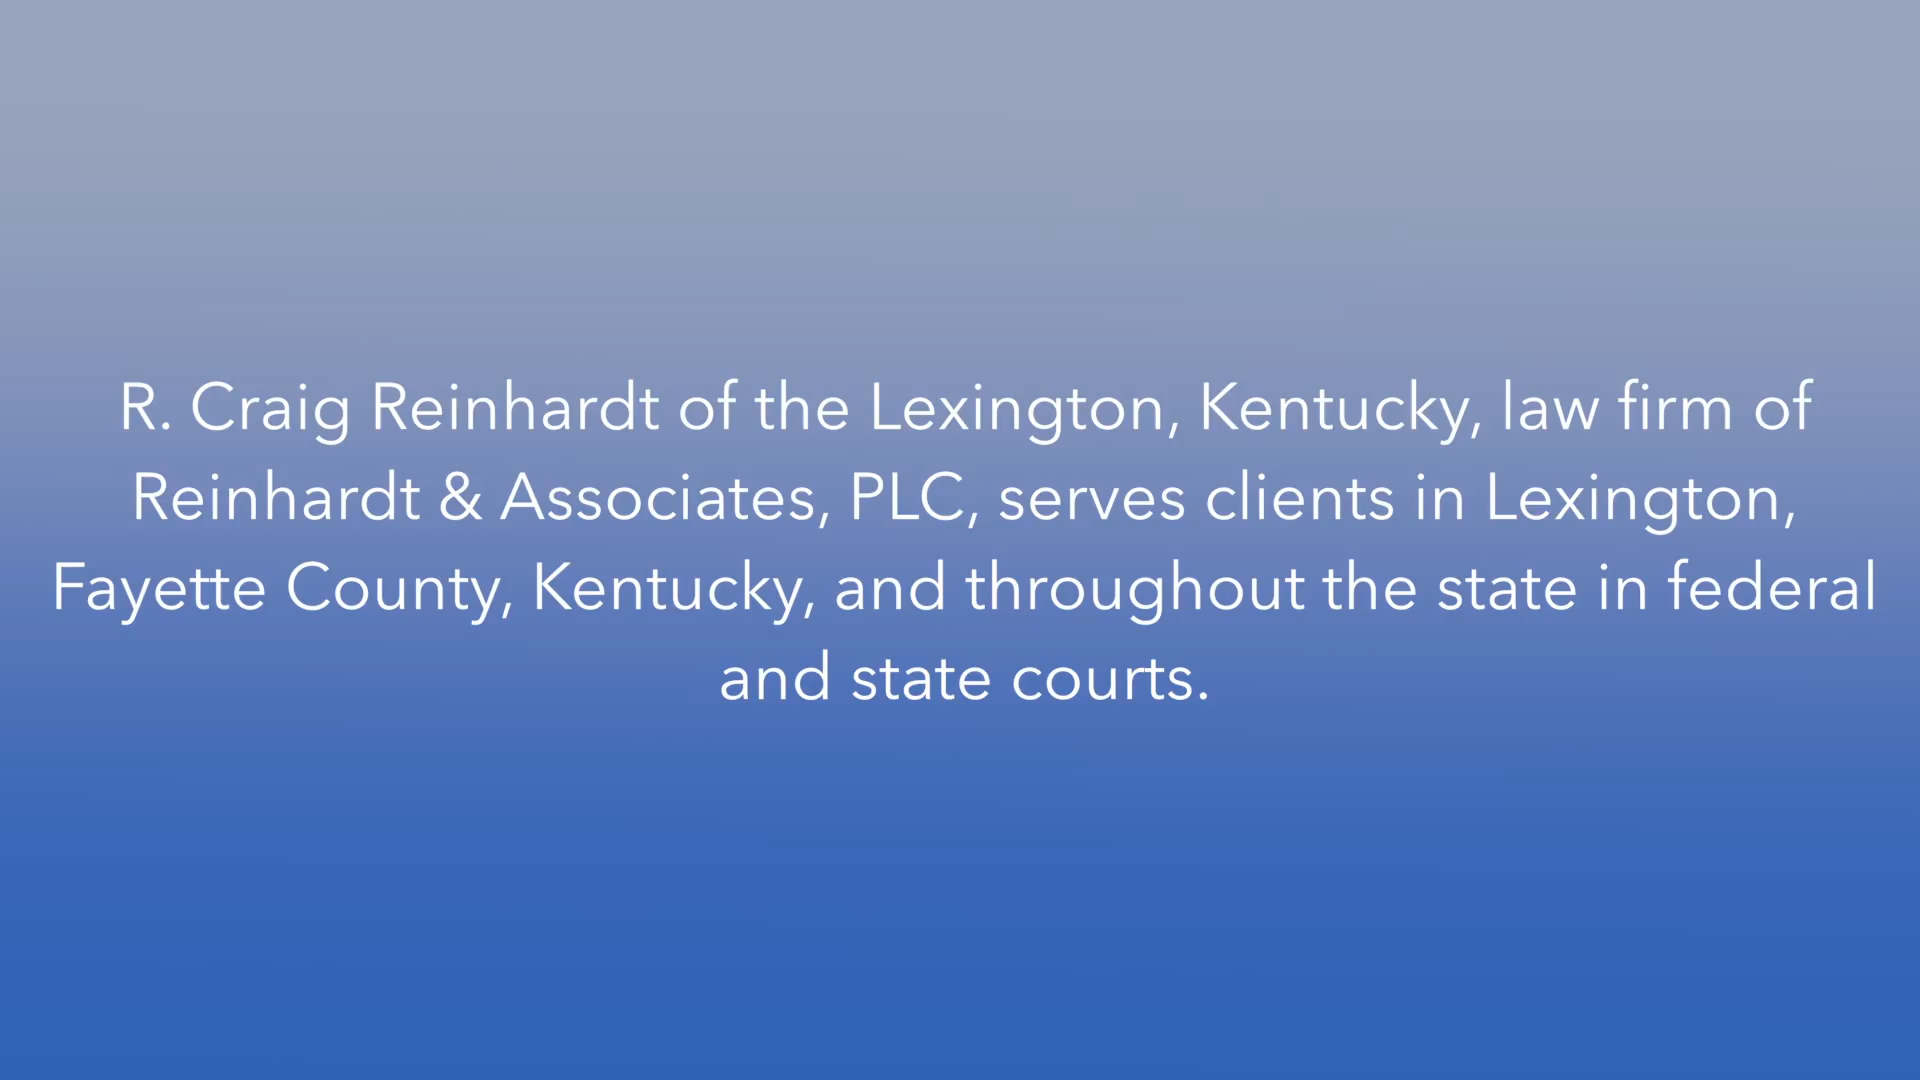 R. Craig Reinhardt of the Lexington, Kentucky, law firm of
Reinhardt & Associates, PLC, serves clients in Lexington,
Fayette County, Kentucky, and throughout the state in federal
and state courts.